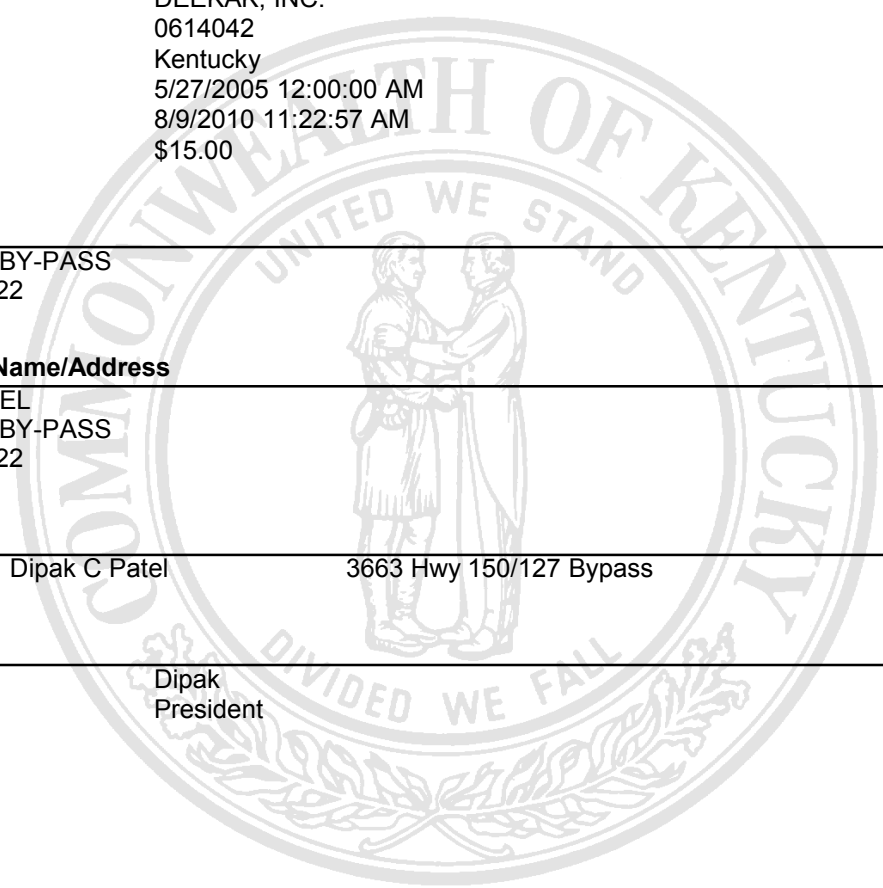 INC.
0614042
Kentucky
5/27/2005 12:00:00 AM
8/9/2010 11:22:57 AM
$15.00
BY-PASS
22
Name/Address
EL
BY-PASS
22
Dipak C Patel 3663 Hwy 150/127 Bypass
Dipak
President
COMMONWEALTH OF KENTUCKY
UNITED WE STAND
DIVIDED WE FALL